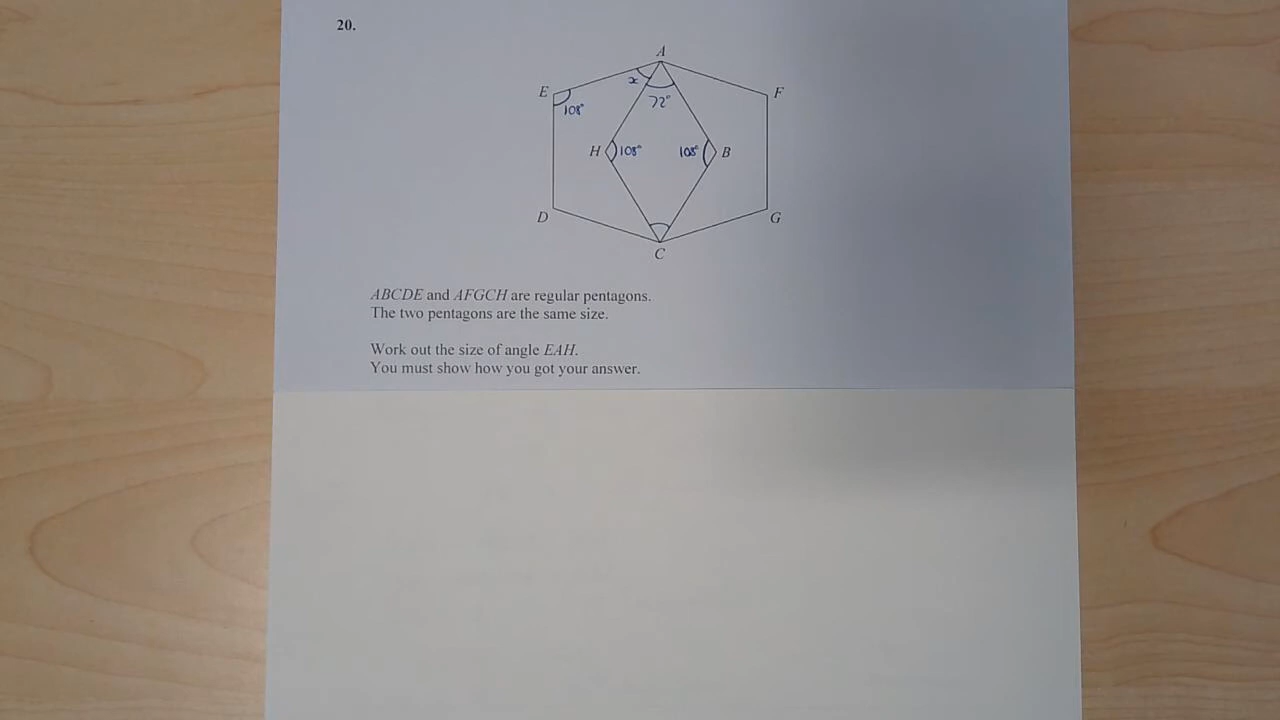 20.
A
x
E
F
72°
108°
H
108°
108°
B
D
G
C
ABCDE and AFGCH are regular pentagons.
The two pentagons are the same size.
Work out the size of angle EAH.
You must show how you got your answer.